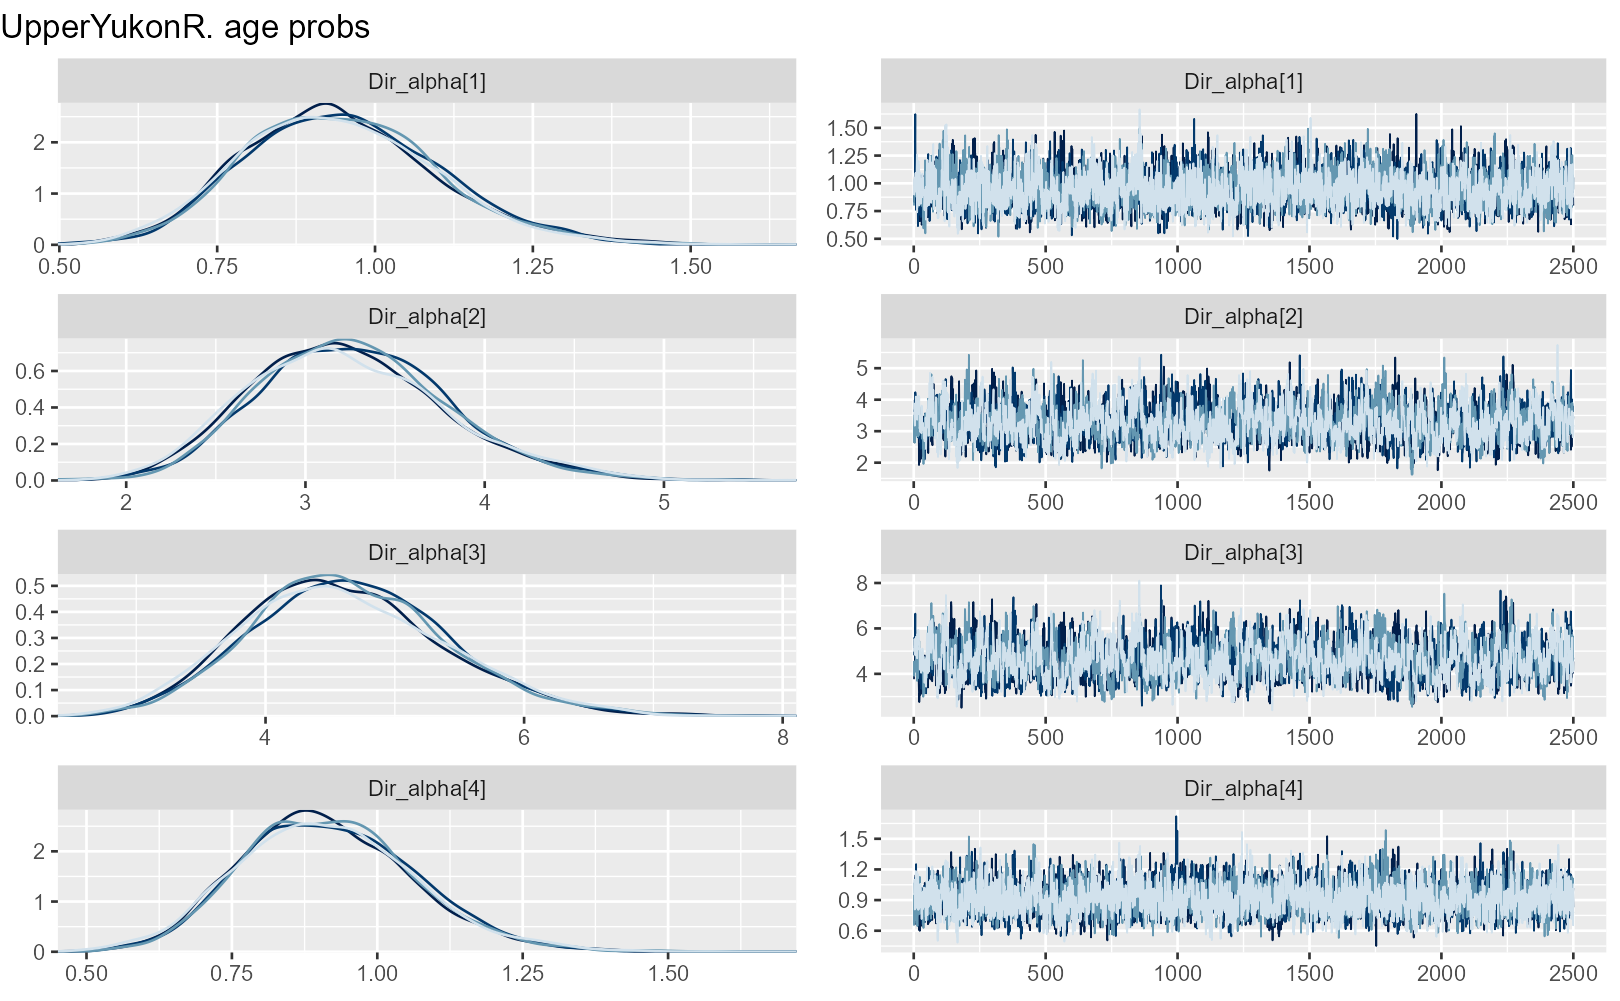 UpperYukonR. age probs
Dir_alpha[1]
2
1
0
0.50 0.75 1.00 1.25 1.50
Dir_alpha[1]
1.50
1.25
1.00
0.75
0.50
0 500 1000 1500 2000 2500
Dir_alpha[2]
0.6
0.4
0.2
0.0
2 3 4 5
Dir_alpha[2]
5
4
3
2
0 500 1000 1500 2000 2500
Dir_alpha[3]
0.5
0.4
0.3
0.2
0.1
0.0
4 6 8
Dir_alpha[3]
8
6
4
0 500 1000 1500 2000 2500
Dir_alpha[4]
2
1
0
0.50 0.75 1.00 1.25 1.50
Dir_alpha[4]
1.5
1.2
0.9
0.6
0 500 1000 1500 2000 2500